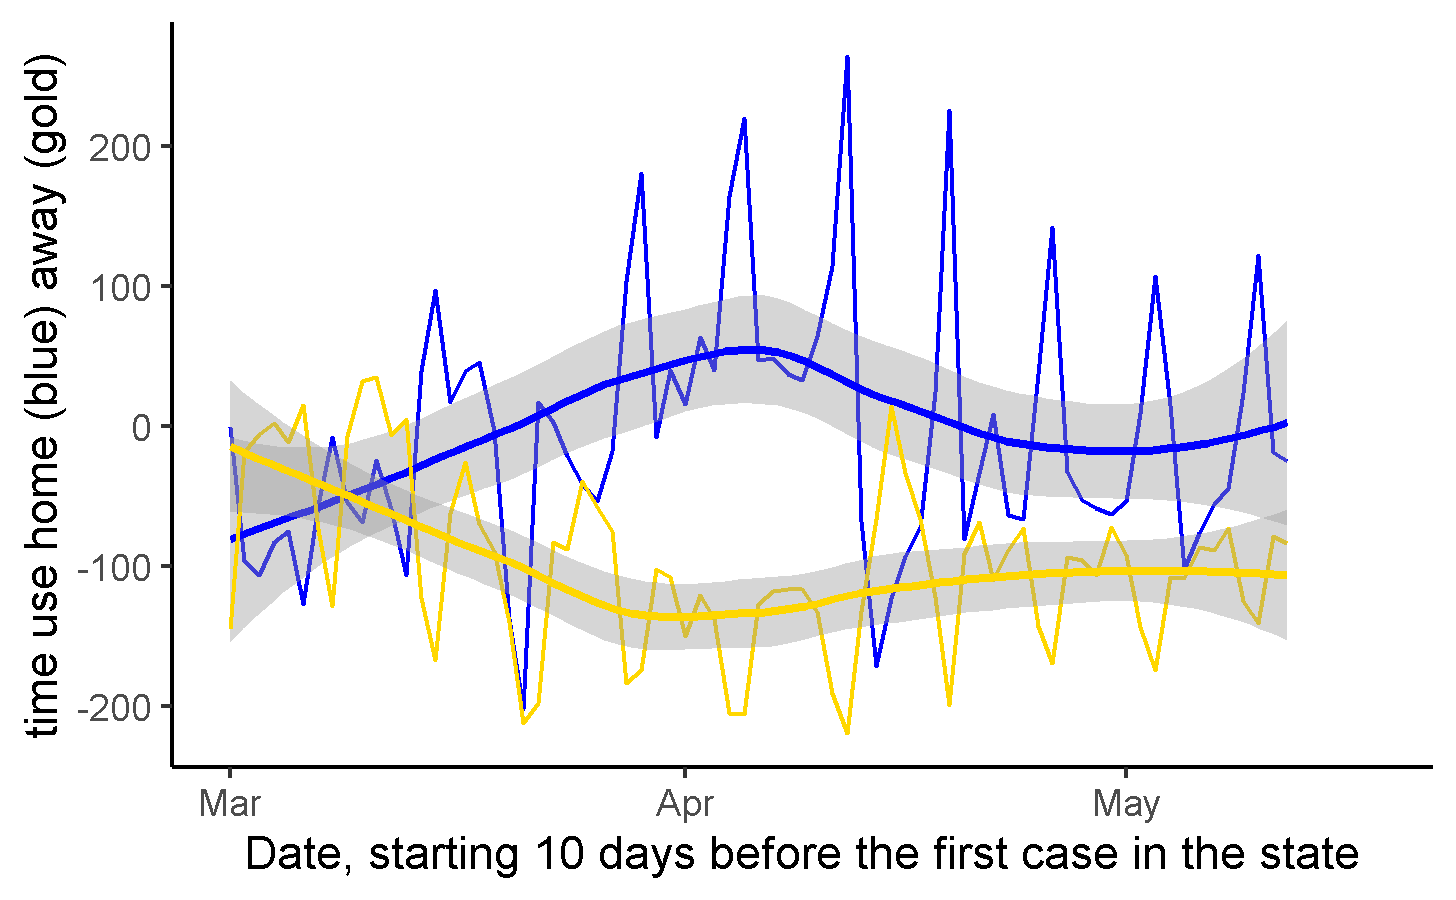 time use home (blue) away (gold)
200
100
0
-100
-200
Mar
Apr
May
Date, starting 10 days before the first case in the state